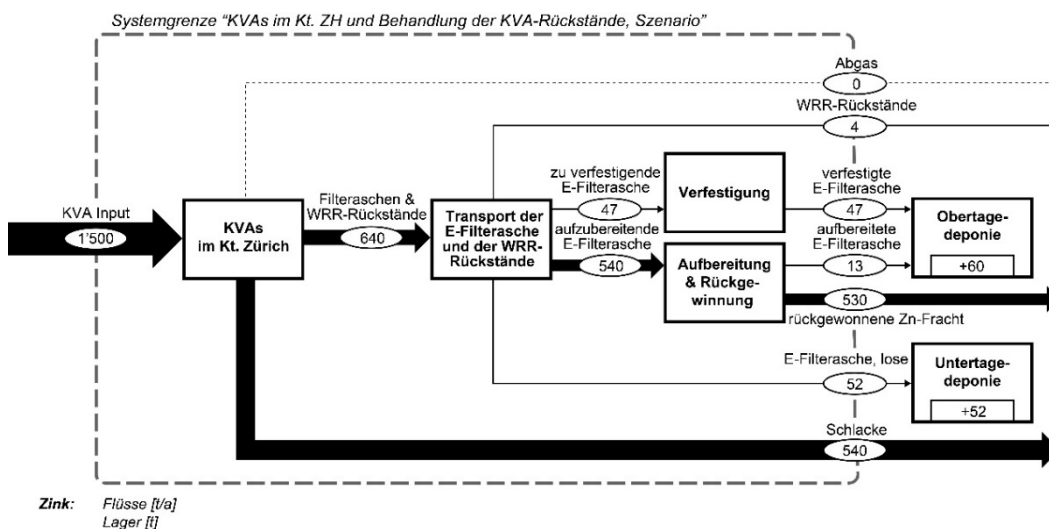 Systemgrenze "KVAs im Kt. ZH und Behandlung der KVA-Rückstände, Szenario"
Abgas
0
WRR-Rückstände
4
zu verfestigende
E-Filterasche
47
Verfestigung
verfestigte
E-Filterasche
47
KVA Input
1'500
KVAs
im Kt. Zürich
Filteraschen &
WRR-Rückstände
640
Transport der
E-Filterasche
und der WRR-
Rückstände
aufzubereitende
E-Filterasche
540
Aufbereitung
& Rückge-
winnung
aufbereitete
E-Filterasche
13
Obertage-
deponie
+60
530
rückgewonnene Zn-Fracht
E-Filterasche, lose
52
Untertage-
deponie
+52
Schlacke
540
Zink: Flüsse [t/a]
Lager [t]